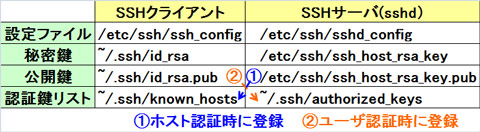 SSHクライアント SSHサーバ(sshd)
設定ファイル /etc/ssh/ssh_config /etc/ssh/sshd_config
秘密鍵 ~/.ssh/id_rsa /etc/ssh/ssh_host_rsa_key
公開鍵 ~/.ssh/id_rsa.pub ② ① /etc/ssh/ssh_host_rsa_key.pub
認証鍵リスト ~/.ssh/known_hosts ~/.ssh/authorized_keys
①ホスト認証時に登録 ②ユーザ認証時に登録